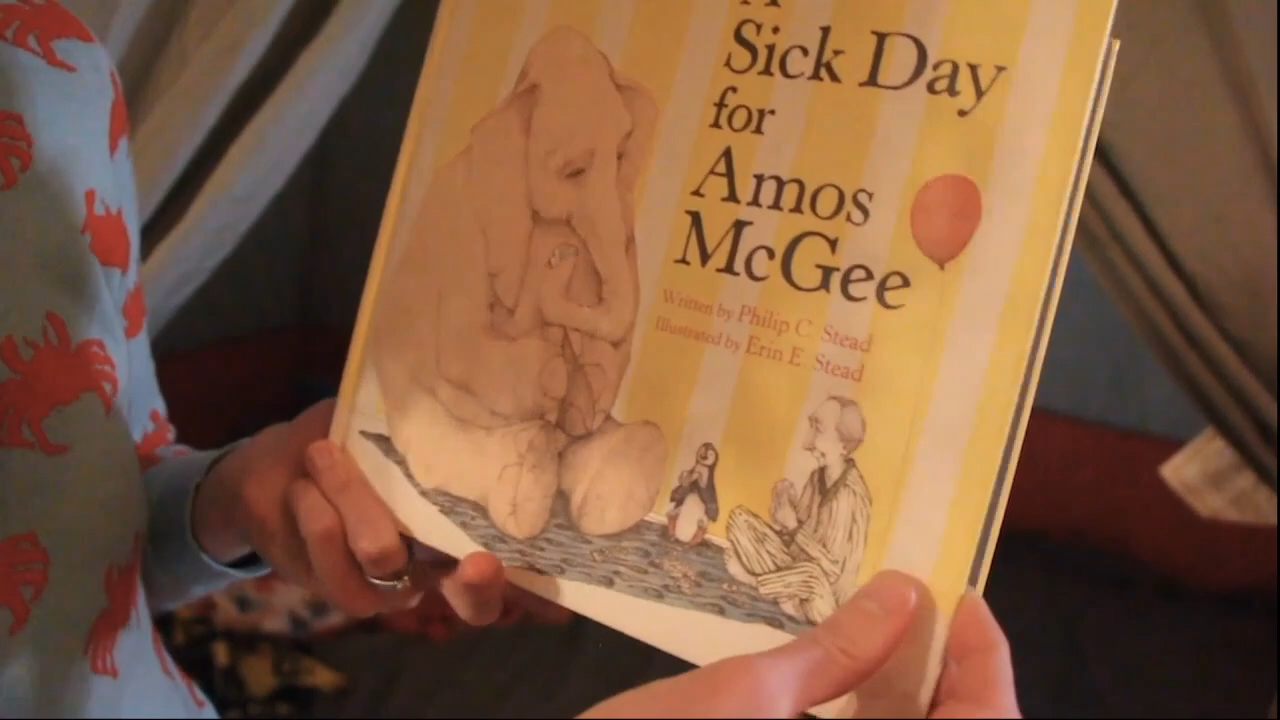 A
Sick Day
for
Amos
McGee
Written by Philip C. Stead
Illustrated by Erin E. Stead